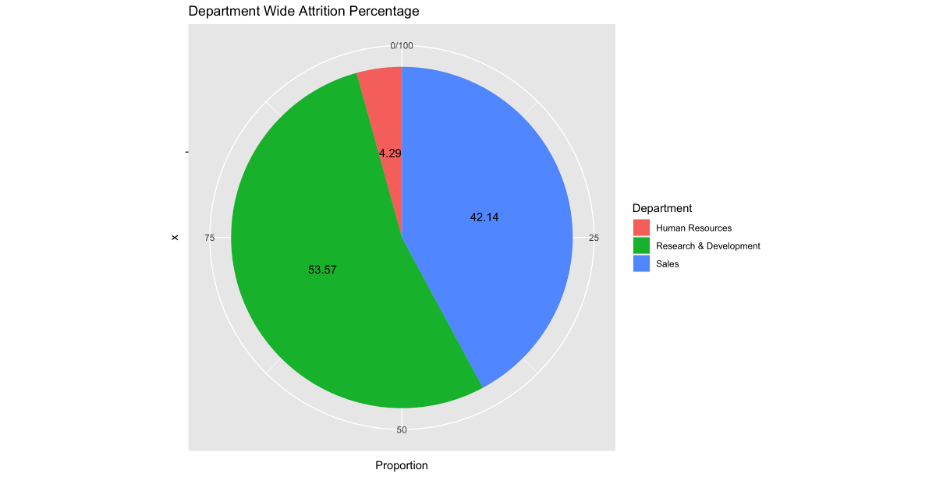 Department Wide Attrition Percentage
0/100
4.29
42.14
53.57
75
25
50
x
Proportion
Department
Human Resources
Research & Development
Sales